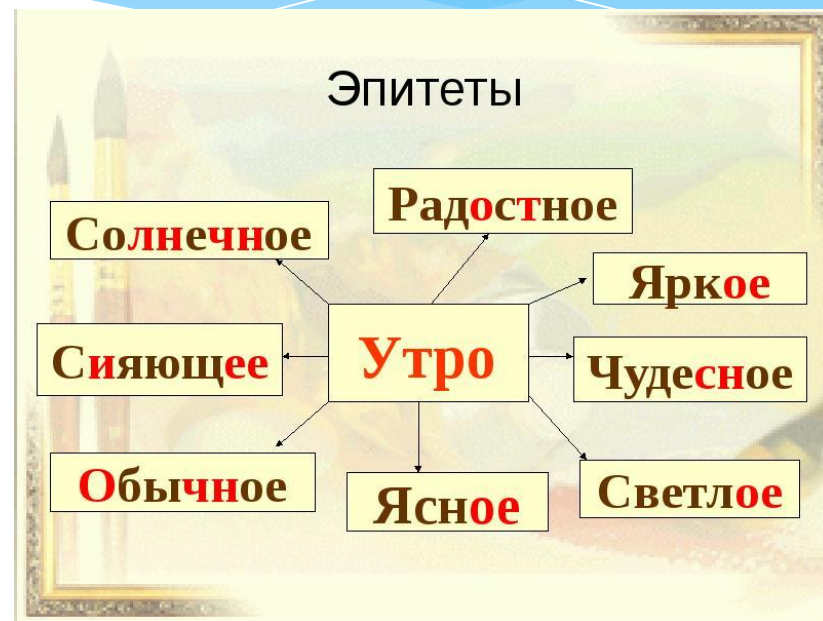 Эпитеты
Радостное
Солнечное
Яркое
Сияющее
Утро
Чудесное
Обычное
Ясное
Светлое